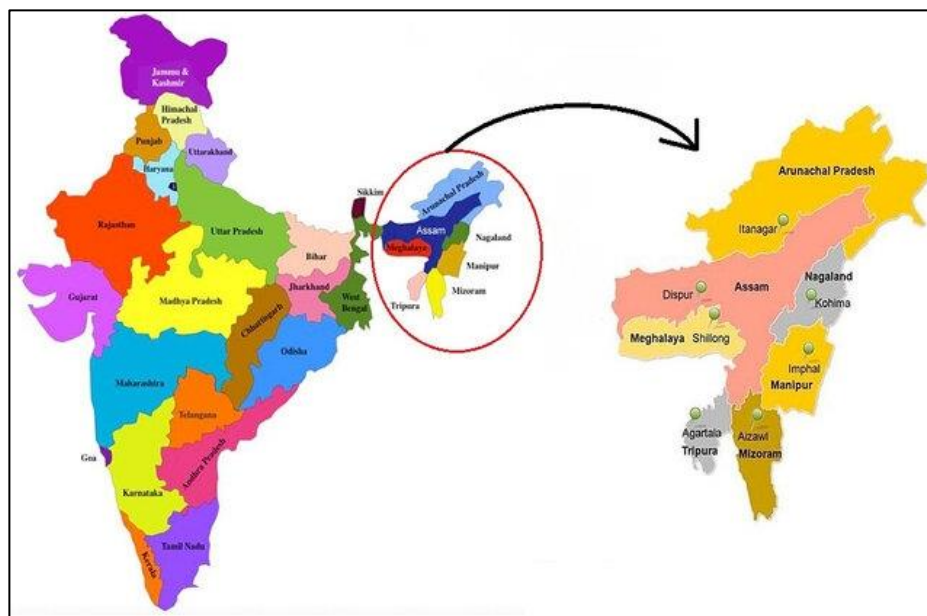 Jammu &
Kashmir
Himachal
Pradesh
Punjab
Uttarakhand
Haryana
Rajasthan
Uttar Pradesh
Bihar
Sikkim
Arunachal Pradesh
Assam
Nagaland
Meghalaya
Manipur
Tripura
Mizoram
Gujarat
Madhya Pradesh
Jharkhand
West
Bengal
Chhattisgarh
Odisha
Maharashtra
Telangana
Goa
Andhra Pradesh
Karnataka
Tamil Nadu
Kerala
Arunachal Pradesh
Itanagar
Nagaland
Dispur
Assam
Kohima
Meghalaya
Shillong
Imphal
Manipur
Agartala
Tripura
Aizawl
Mizoram